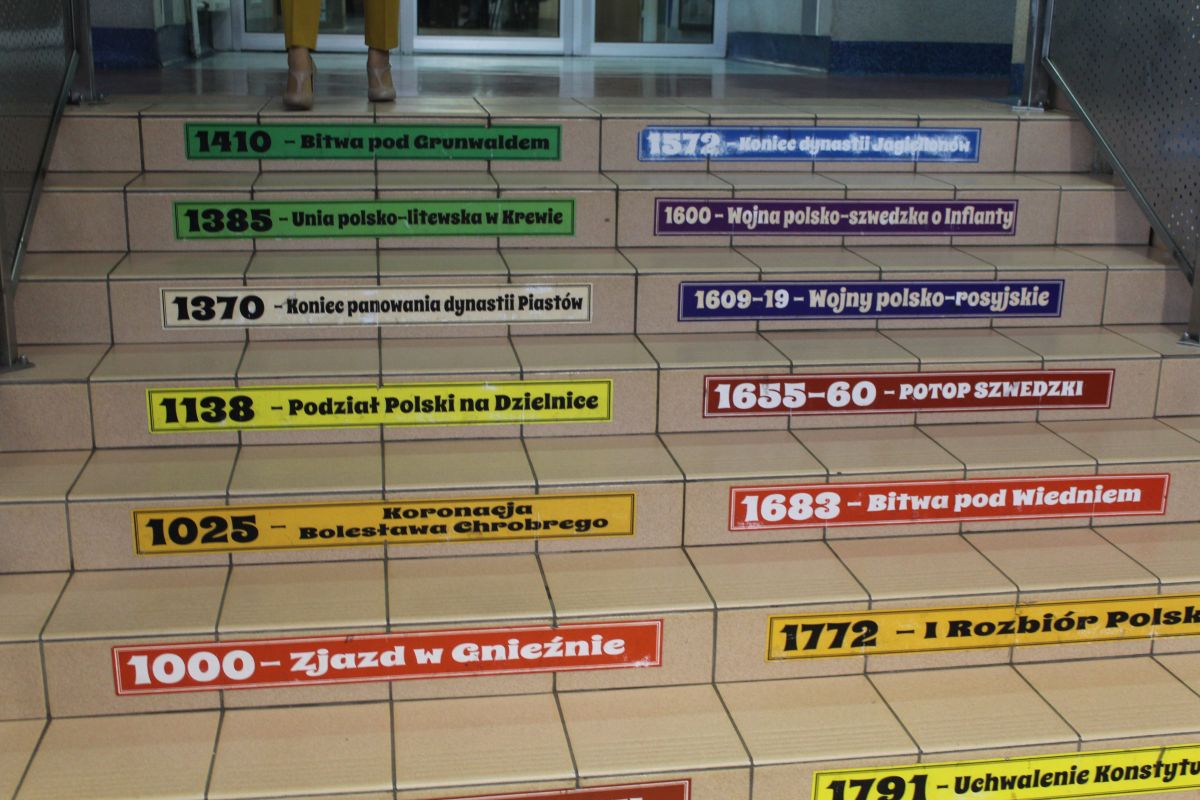 1410 – Bitwa pod Grunwaldem
1385 – Unia polsko-litewska w Krewie
1370 – Koniec panowania dynastii Piastów
1138 – Podział Polski na Dzielnice
1025 – Koronacja
Bolesława Chrobrego
1000 – Zjazd w Gnieźnie
1572 – Koniec dynastii Jagiellonów
1600 – Wojna polsko-szwedzka o Inflanty
1609-19 – Wojny polsko-rosyjskie
1655-60 – POTOP SZWEDZKI
1683 – Bitwa pod Wiedniem
1772 – I Rozbiór Polsk
1791 – Uchwalenie Konstytu